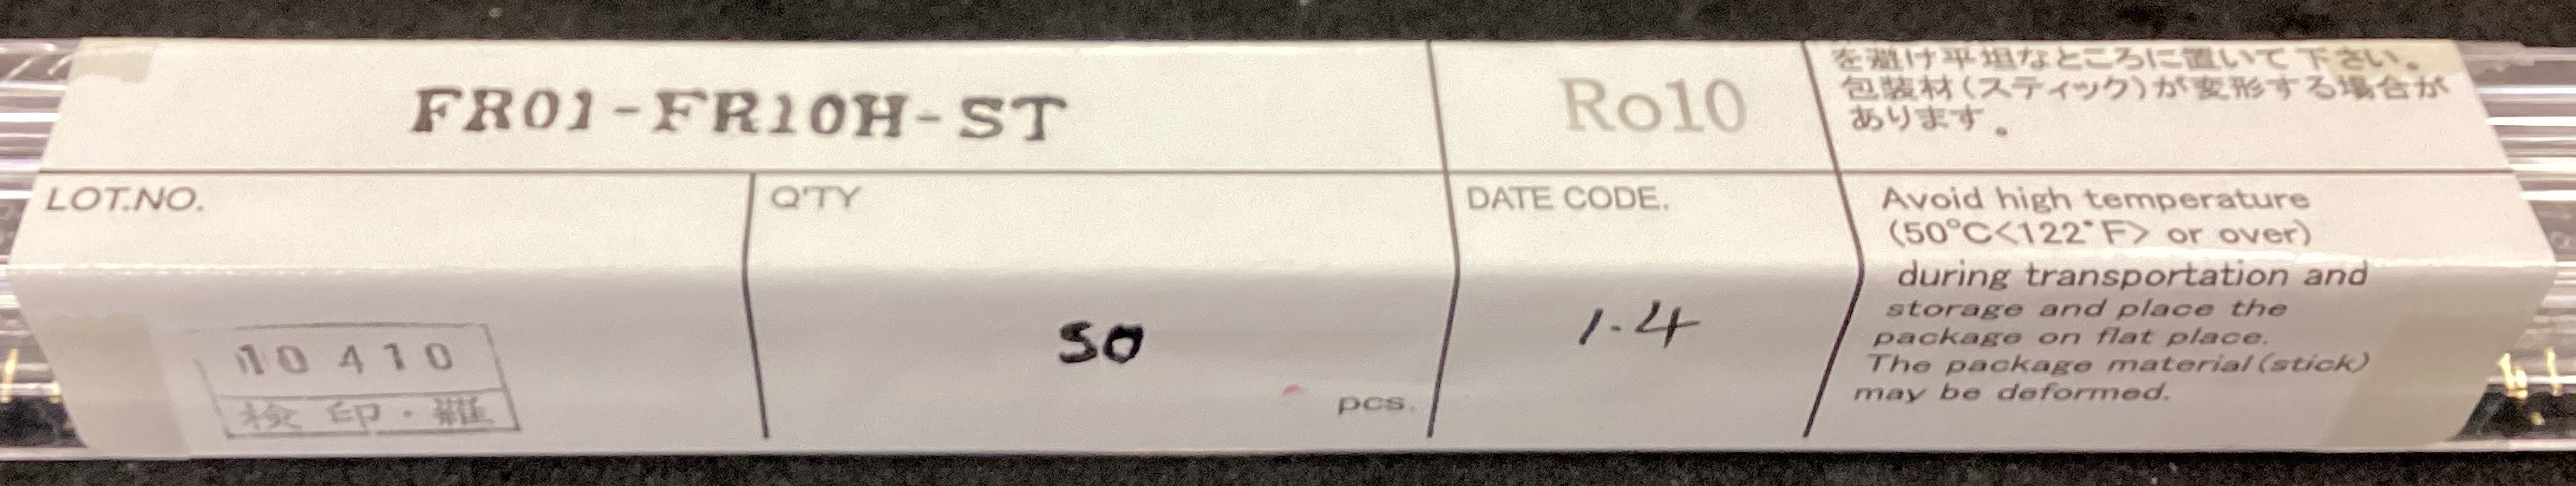 FR01-FR10H-ST
Ro10
を避け平坦なところに置いて下さい。
包装材(スティック)が変形する場合が
あります。
LOT.NO.
10410
検印・雑
Q'TY
50
pcs.
DATE CODE.
1.4
Avoid high temperature
(50°C<122°F> or over)
during transportation and
storage and place the
package on flat place.
The package material(stick)
may be deformed.